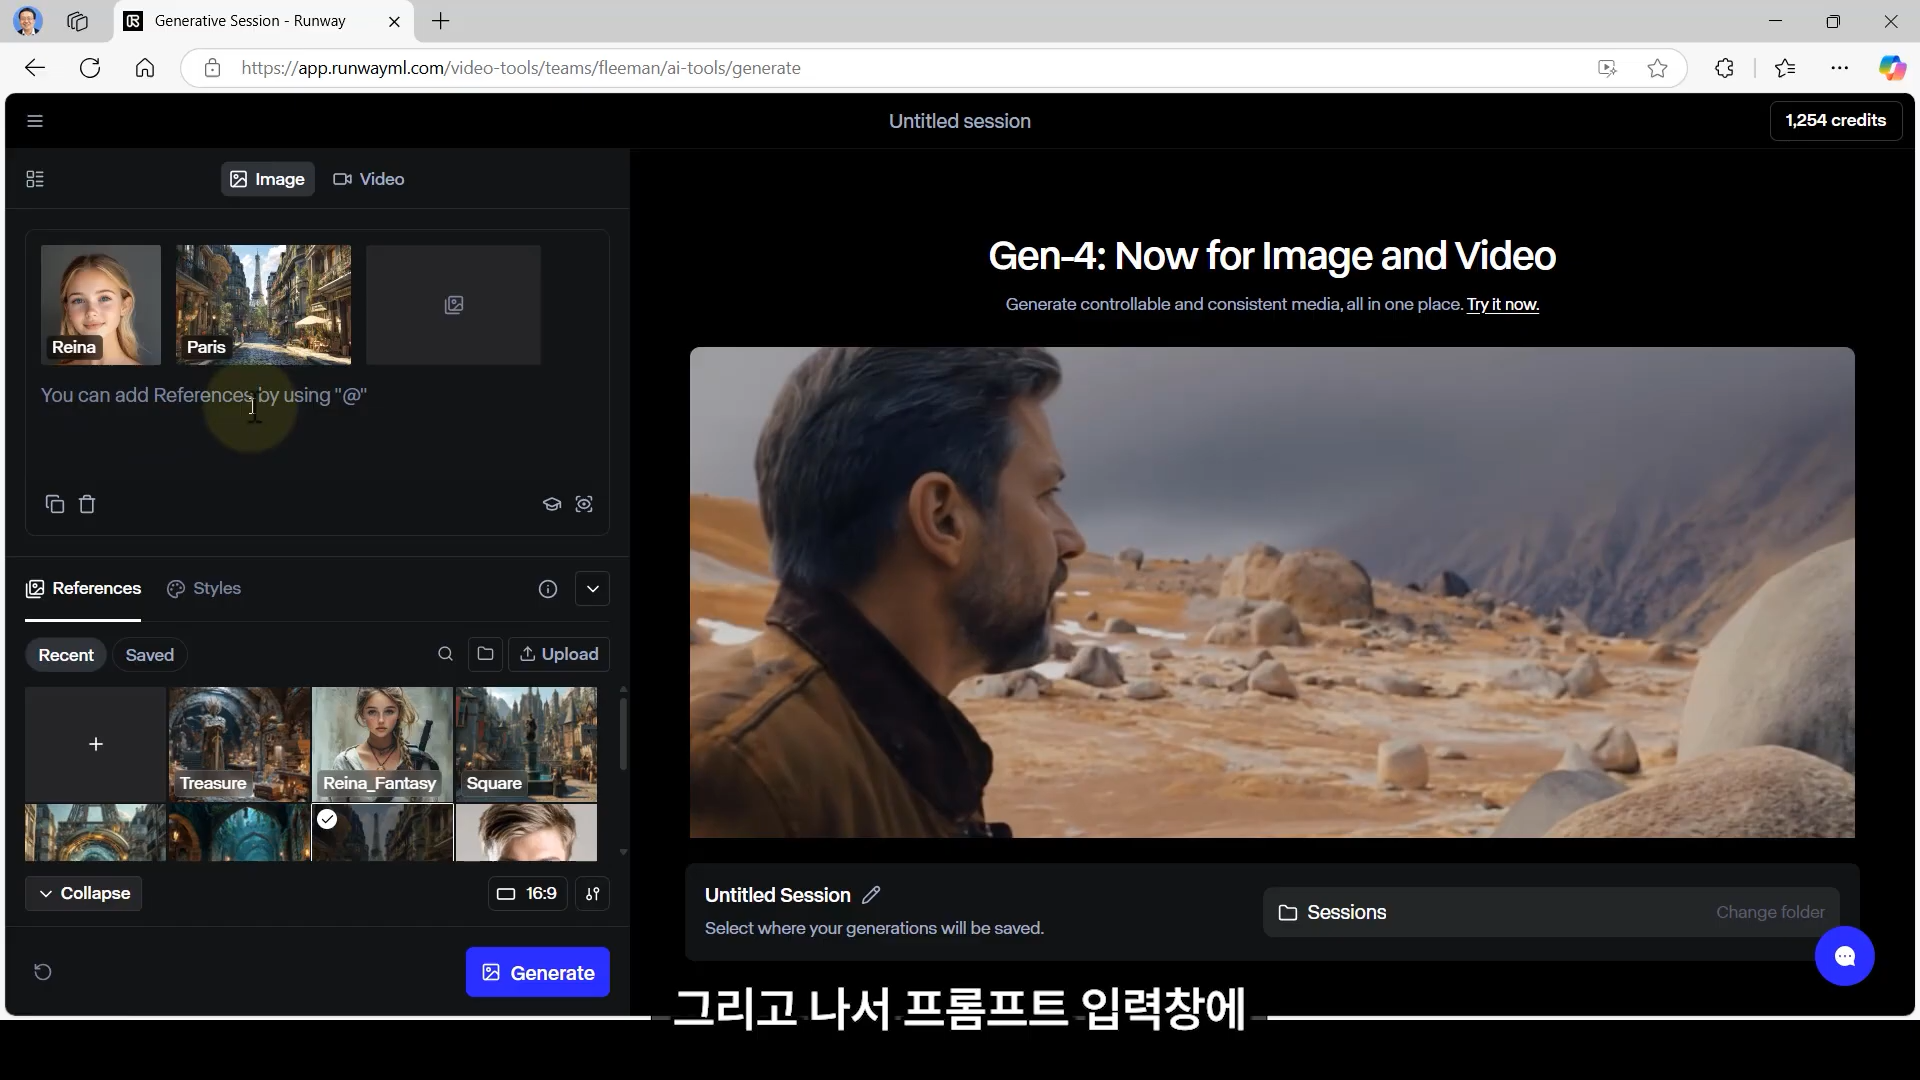 Generative Session - Runway
https://app.runwayml.com/video-tools/teams/fleeman/ai-tools/generate
Untitled session
1,254 credits
Image
Video
Reina
Paris
You can add References by using "@"
References
Styles
Recent
Saved
Upload
Treasure
Reina_Fantasy
Square
Collapse
16:9
Generate
Gen-4: Now for Image and Video
Generate controllable and consistent media, all in one place. Try it now.
Untitled Session
Select where your generations will be saved.
Sessions
Change folder
그리고 나서 프롬프트 입력창에